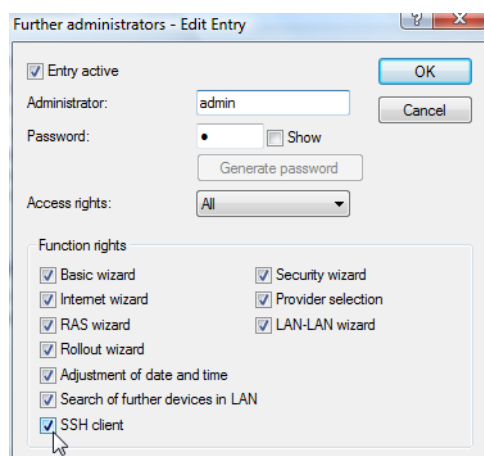 Further administrators - Edit Entry
Entry active
OK
Administrator:
admin
Cancel
Password:
Show
Generate password
Access rights:
All
Function rights
Basic wizard
Security wizard
Internet wizard
Provider selection
RAS wizard
LAN-LAN wizard
Rollout wizard
Adjustment of date and time
Search of further devices in LAN
SSH client